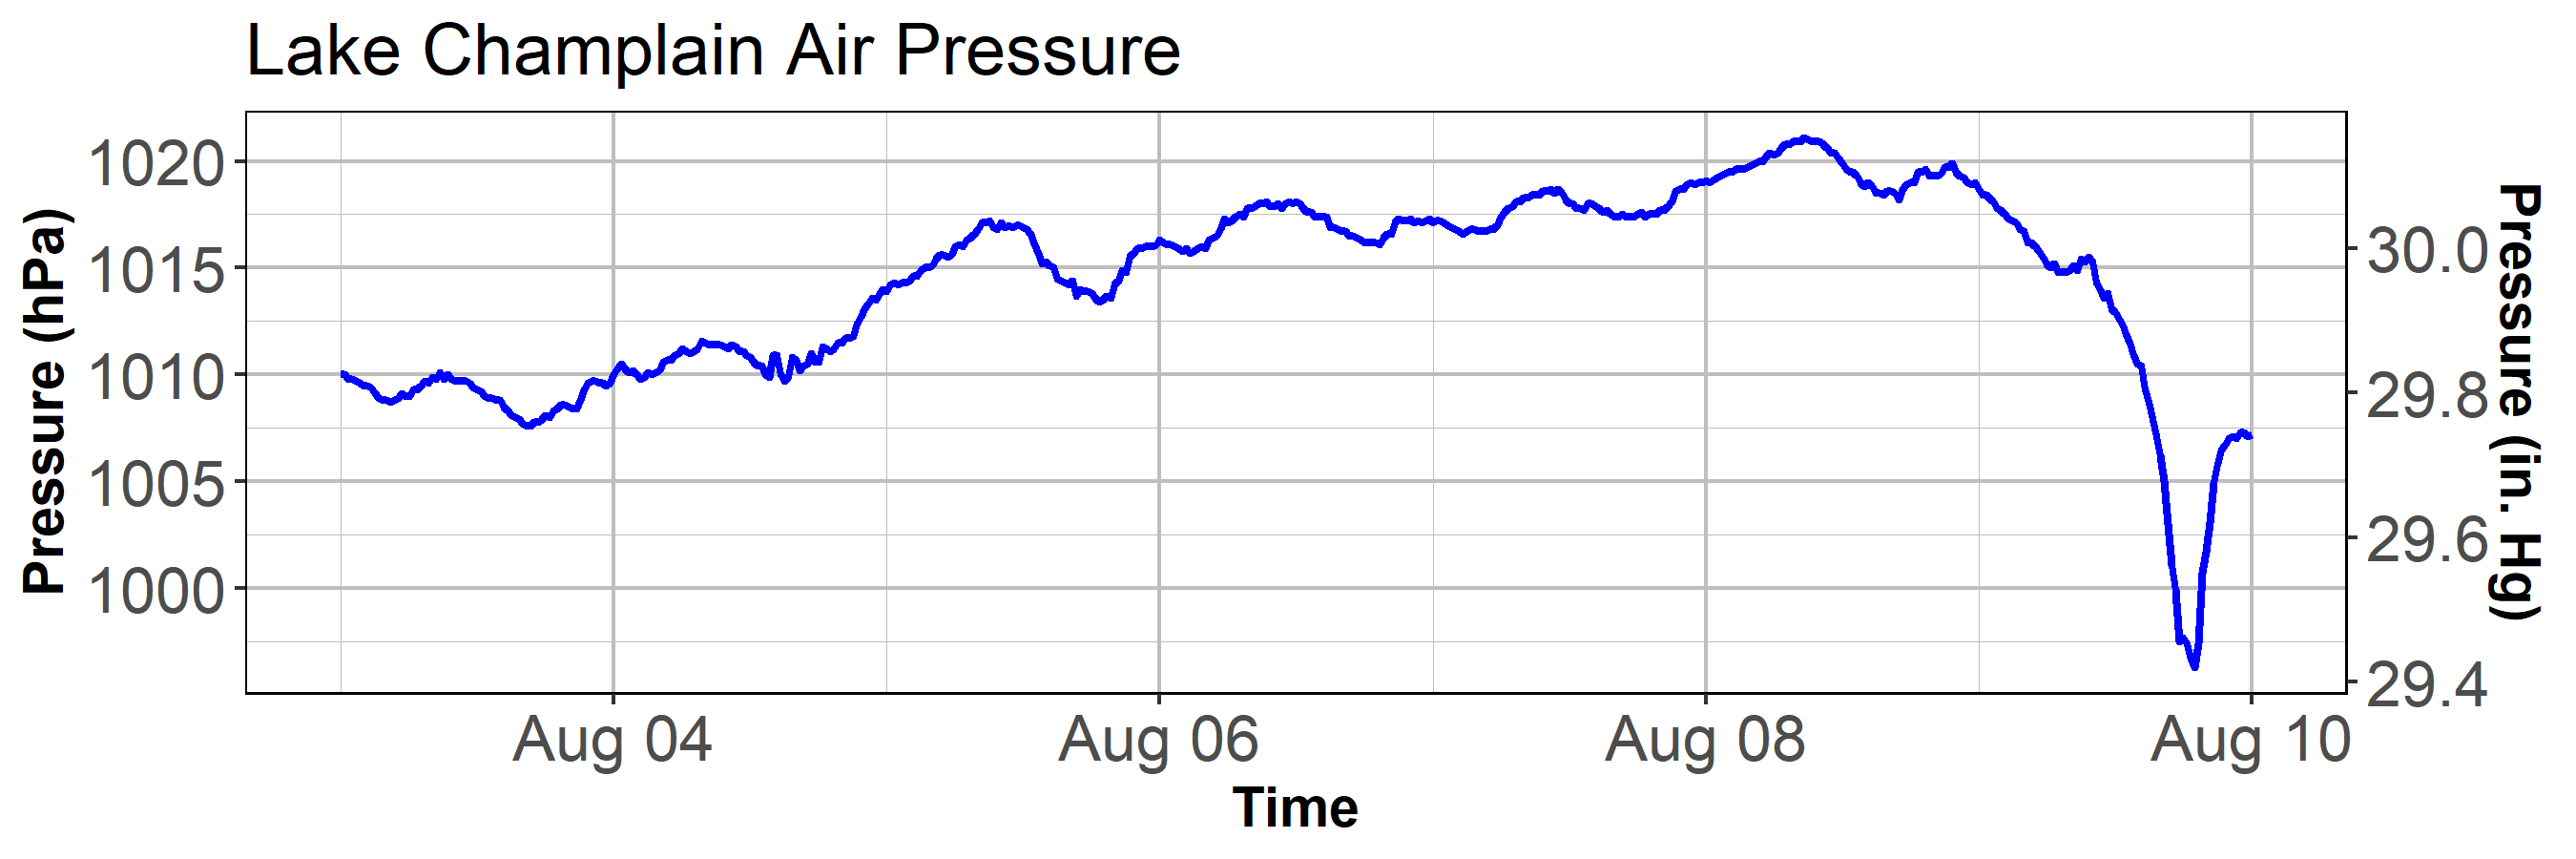 Lake Champlain Air Pressure
Pressure (hPa)
1020
1015
1010
1005
1000
30.0
29.8
29.6
29.4
Pressure (in. Hg)
Aug 04
Aug 06
Aug 08
Aug 10
Time